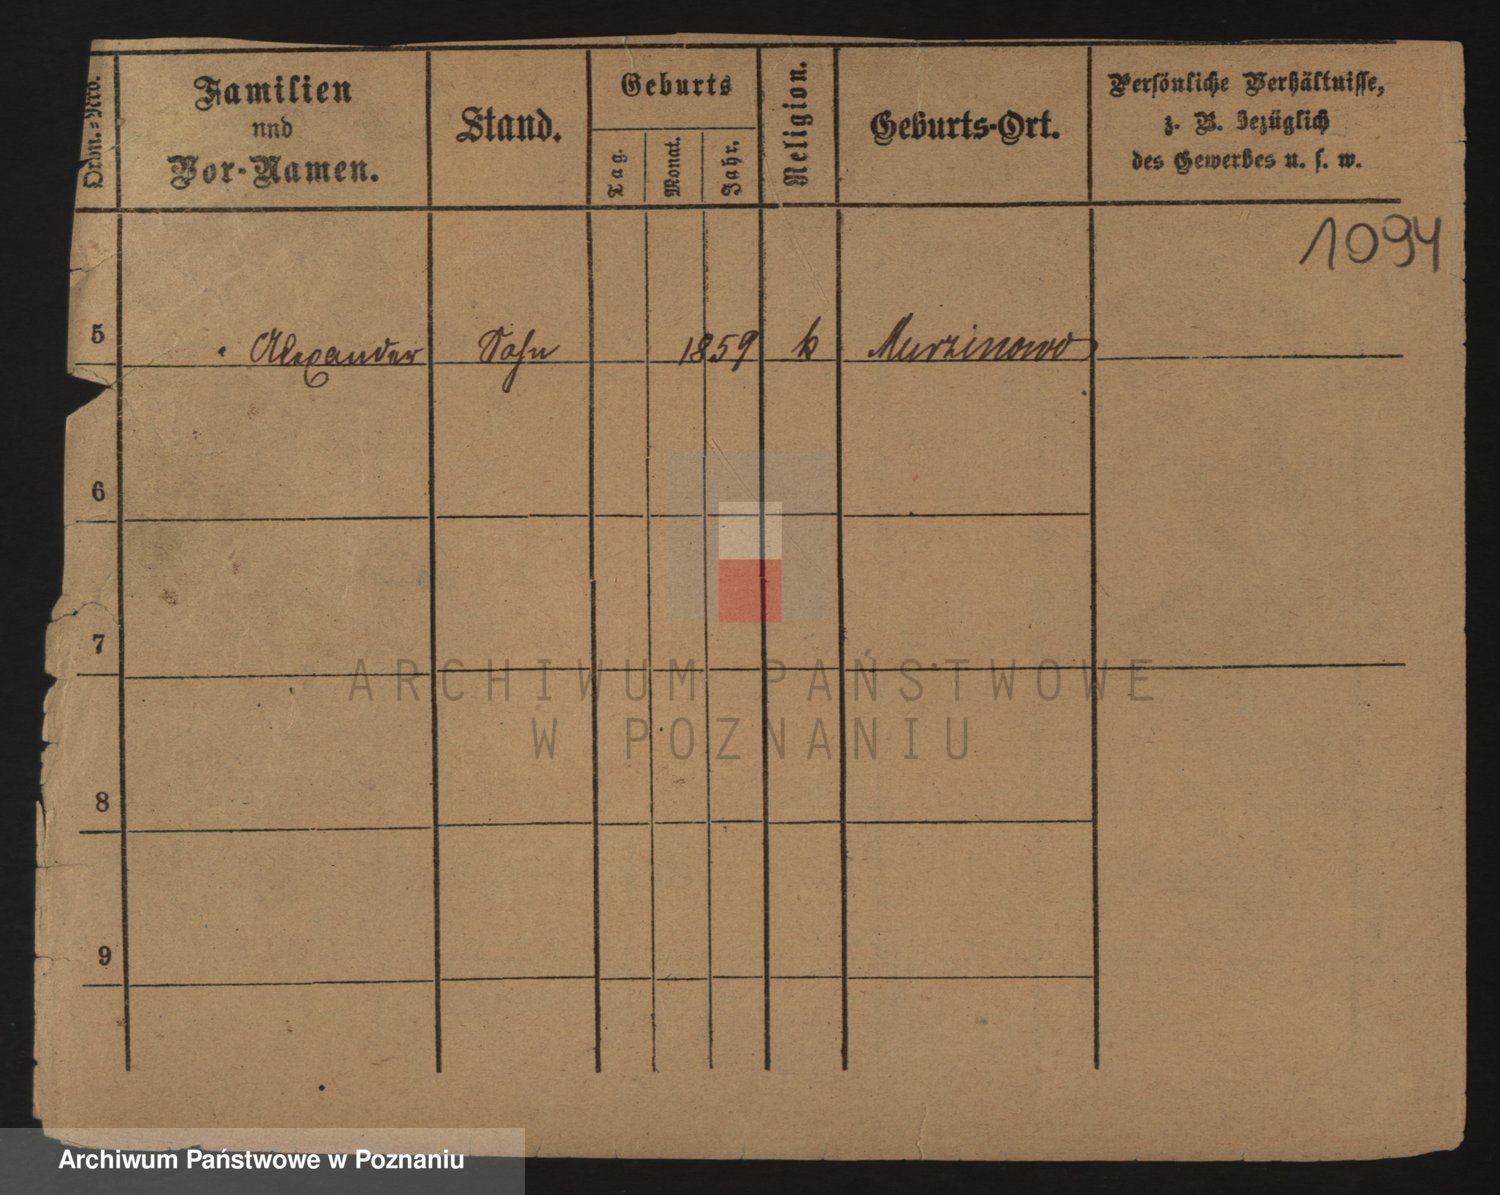 Ordn.-Nro.
Familien
und
Vor-Namen.
Stand.
Geburts
Tag.
Monat.
Jahr.
Religion.
Geburts-Ort.
Persönliche Verhältnisse,
z. B. bezüglich
des Gewerbes u. s. w.
1094
5 Alexander Sohn 1859 k Murzinowo
6
7
8
9
ARCHIWUM PAŃSTWOWE
W POZNANIU
Archiwum Państwowe w Poznaniu